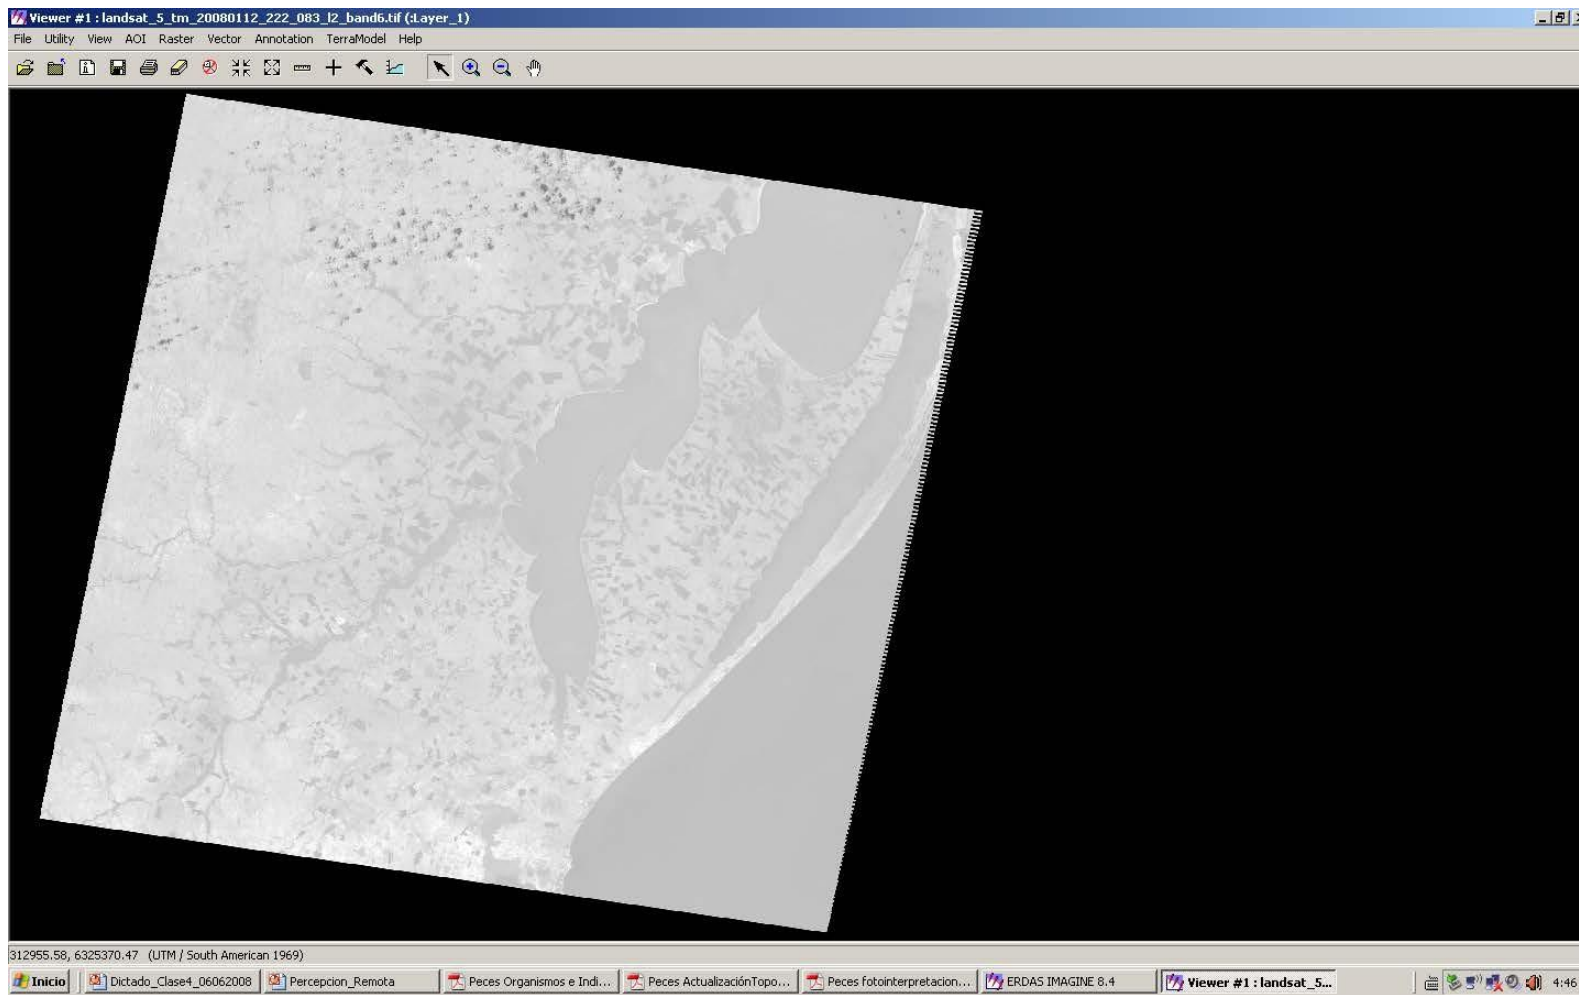 Viewer #1 : landsat_5_tm_20080112_222_083_l2_band6.tif (:Layer_1)
File Utility View AOI Raster Vector Annotation TerraModel Help
312955.58, 6325370.47 (UTM / South American 1969)
Inicio Dictado_Clase4_06062008 Percepcion_Remota Peces Organismos e Indi... Peces ActualizaciónTopo... Peces fotointerpretacion... ERDAS IMAGINE 8.4 Viewer #1 : landsat_5... 4:46